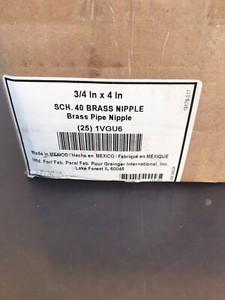 3/4 In x 4 In
SCH. 40 BRASS NIPPLE
Brass Pipe Nipple
(25) 1VGU6
Made in MEXICO / Hecho en MEXICO / Fabriqué en MEXIQUE
Mfd. For/ Fab. Para/ Fab. Pour Grainger International, Inc.
Lake Forest IL 60045